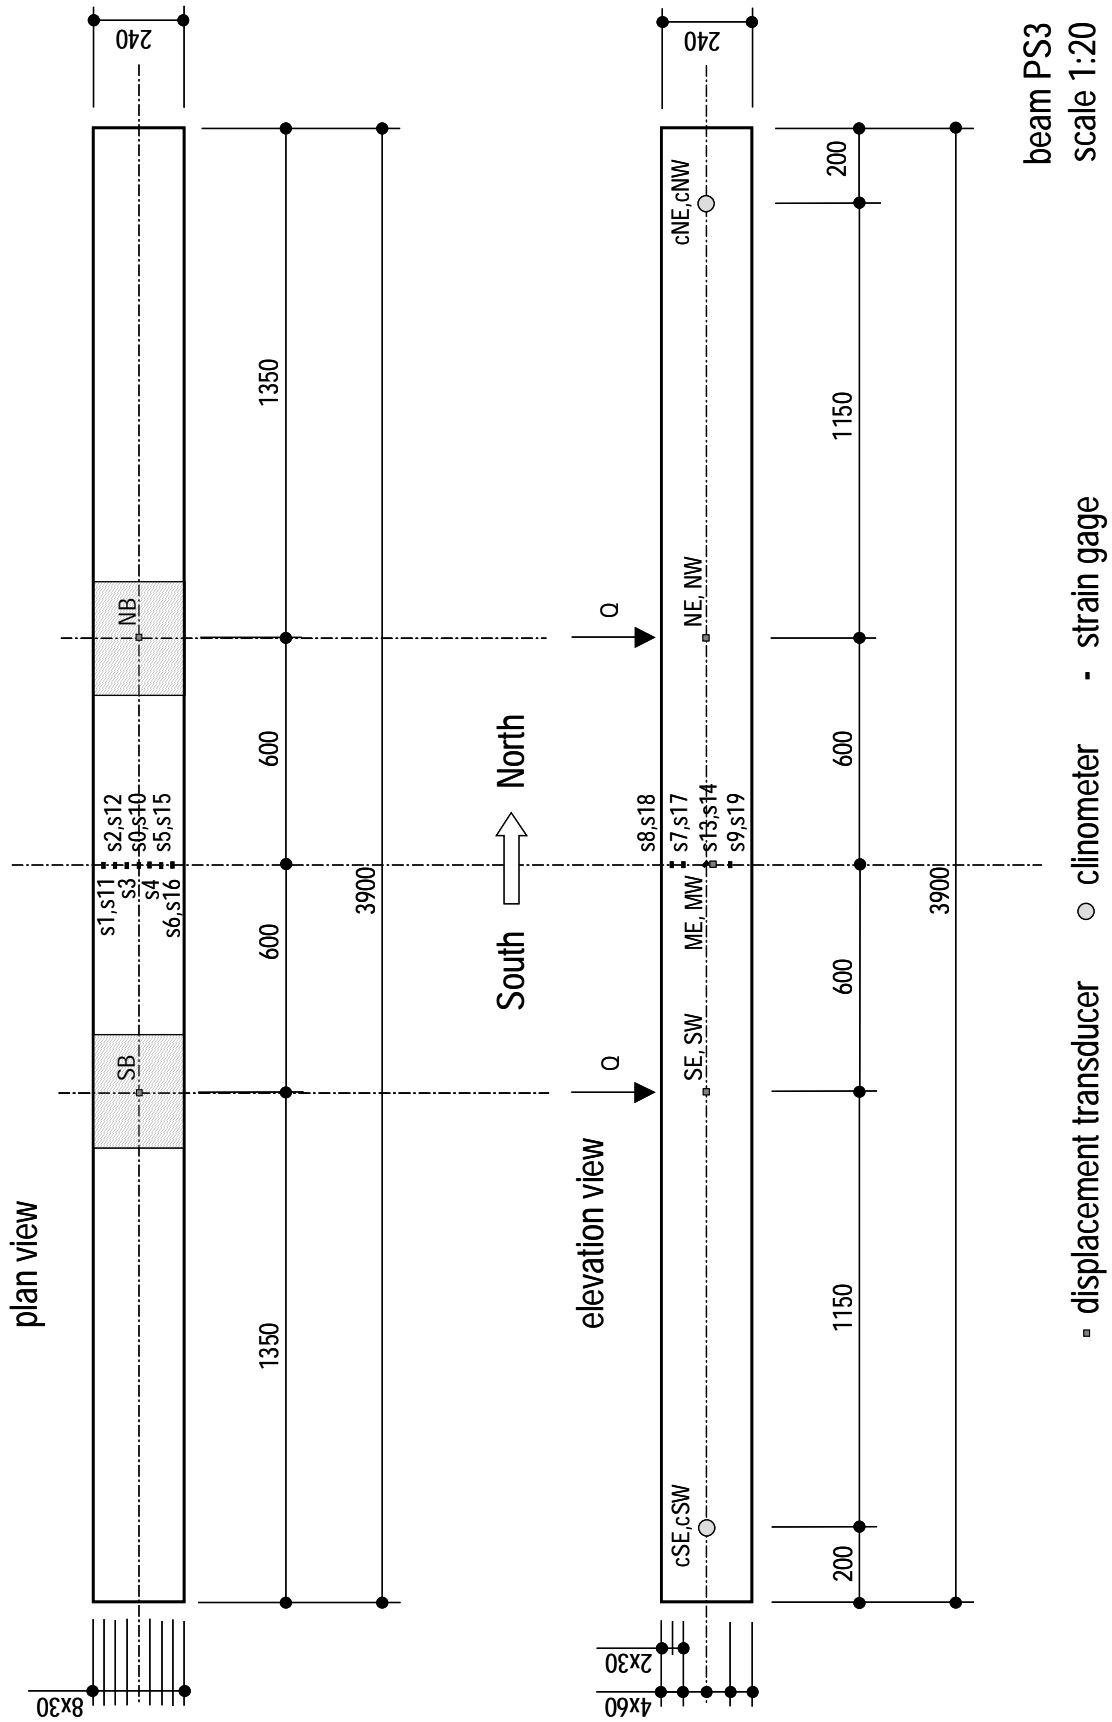 plan view
240
SB
NB
s1,s11
s3
s4
s6,s16
s2,s12
s0,s10
s5,s15
8x30
1350
600
600
1350
3900
South
North
elevation view
Q
Q
240
cSE,cSW
SE, SW
ME, MW
s8,s18
s7,s17
s13,s14
s9,s19
NE, NW
cNE,cNW
2x30
4x60
200
1150
600
600
1150
200
3900
beam PS3
scale 1:20
displacement transducer
clinometer
strain gage